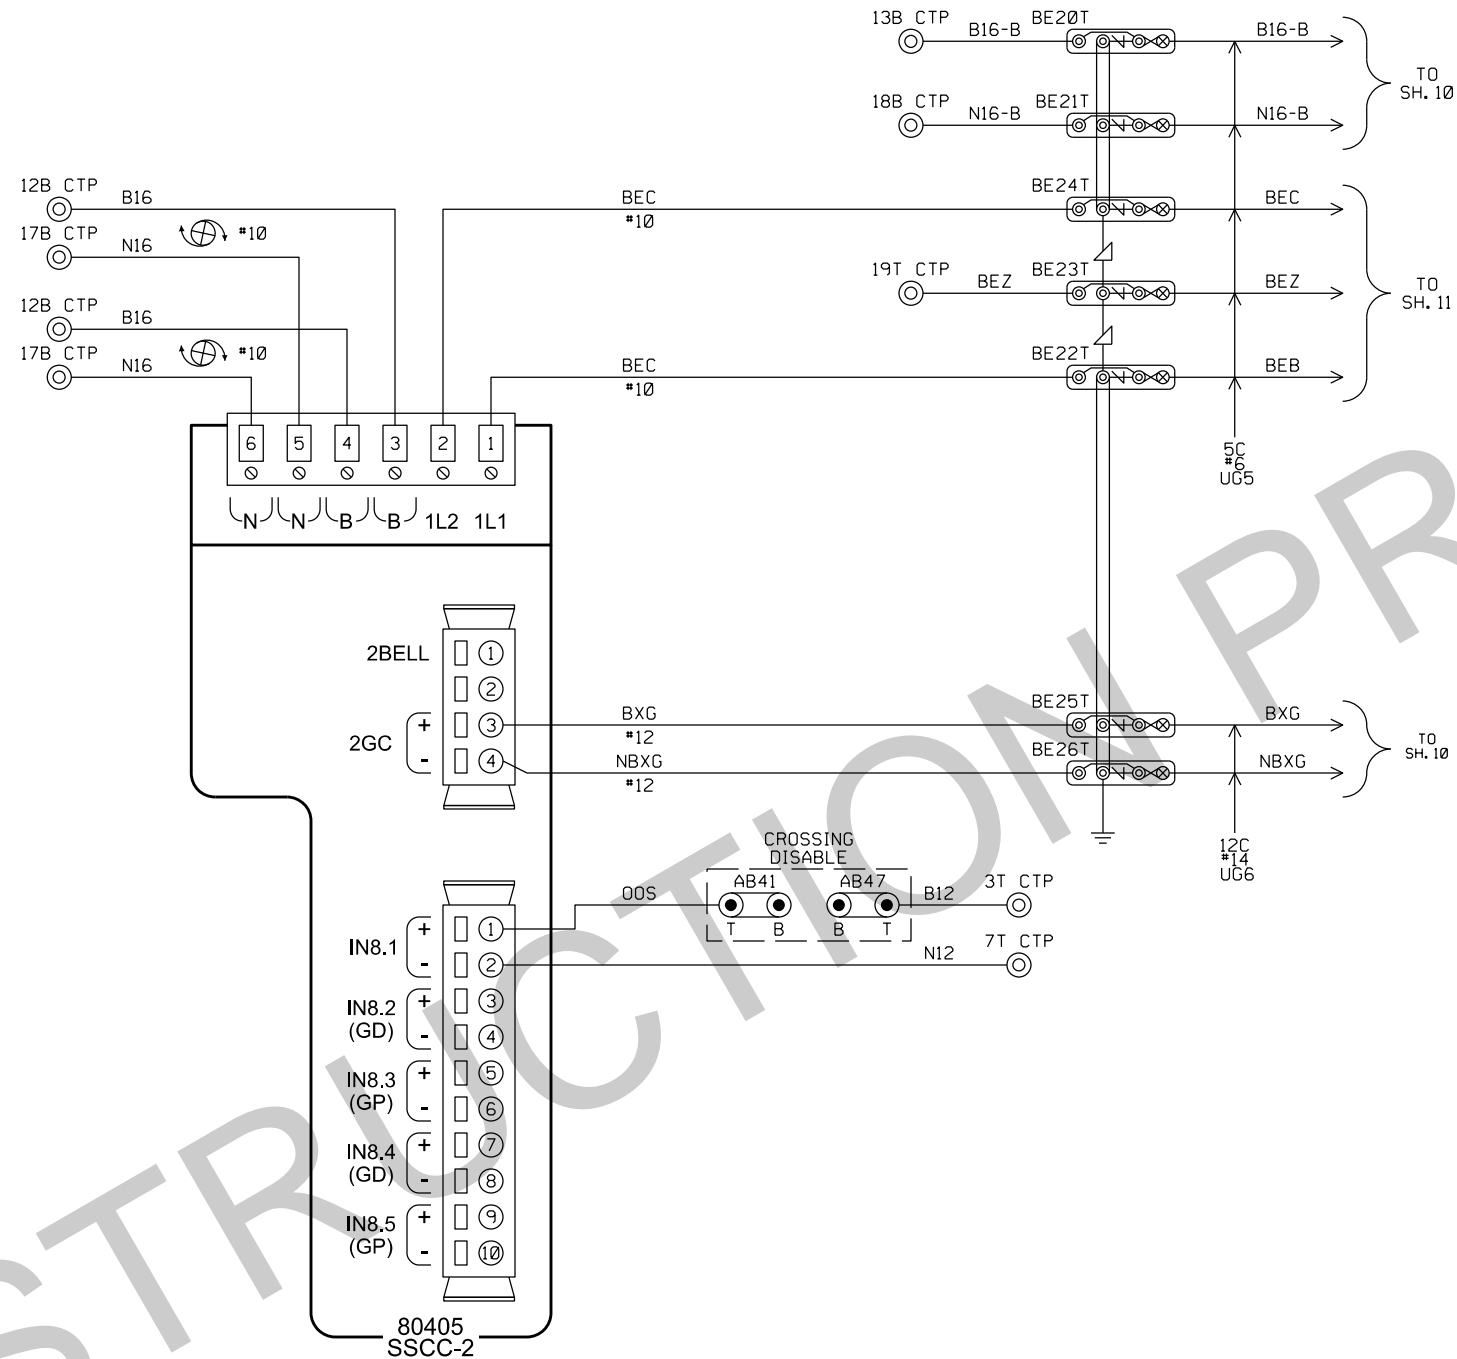 13B CTP
B16-B
BE20T
B16-B
TO
SH.10
18B CTP
N16-B
BE21T
N16-B
12B CTP
B16
17B CTP
N16
#10
12B CTP
B16
17B CTP
N16
#10
BEC
#10
BE24T
BEC
19T CTP
BEZ
BE23T
BEZ
TO
SH.11
BEC
#10
BE22T
BEB
5C
#6
UG5
6 5 4 3 2 1
N N B B 1L2 1L1
2BELL
1
2
2GC
+ 3
- 4
BXG
#12
NBXG
#12
BE25T
BE26T
BXG
NBXG
TO
SH.10
12C
#14
UG6
CROSSING
DISABLE
OOS
AB41
AB47
T B B T
B12
3T CTP
N12
7T CTP
IN8.1
+ 1
- 2
IN8.2
(GD)
+ 3
- 4
IN8.3
(GP)
+ 5
- 6
IN8.4
(GD)
+ 7
- 8
IN8.5
(GP)
+ 9
- 10
80405
SSCC-2
STRUCTION PR